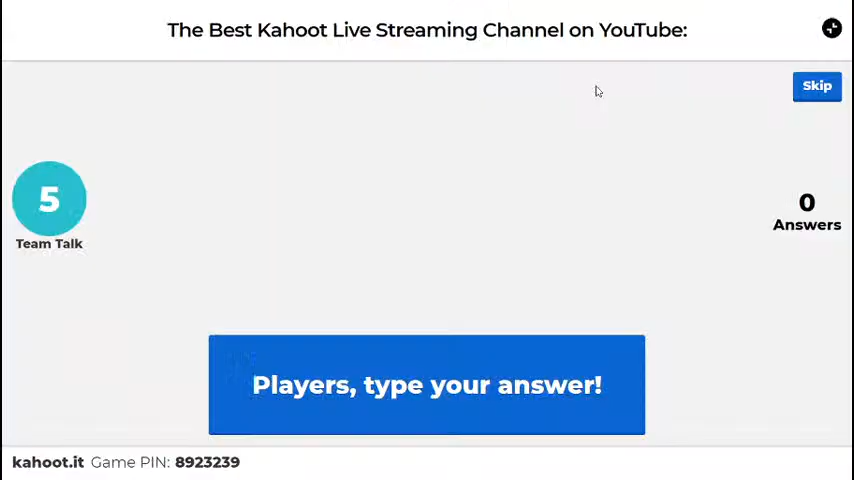 The Best Kahoot Live Streaming Channel on YouTube:
Skip
5
Team Talk
0
Answers
Players, type your answer!
kahoot.it Game PIN: 8923239